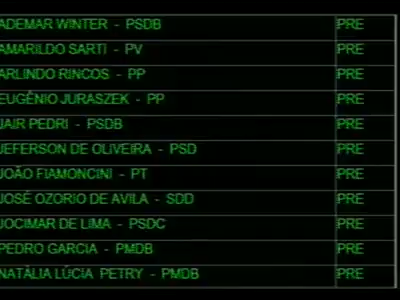 ADEMAR WINTER - PSDB PRE
AMARILDO SARTI - PV PRE
ARLINDO RINCOS - PP PRE
EUGÊNIO JURASZEK - PP PRE
JAIR PEDRI - PSDB PRE
JEFERSON DE OLIVEIRA - PSD PRE
JOÃO FIAMONCINI - PT PRE
JOSÉ OZORIO DE AVILA - SDD PRE
JOCIMAR DE LIMA - PSDC PRE
PEDRO GARCIA - PMDB PRE
NATÁLIA LÚCIA PETRY - PMDB PRE